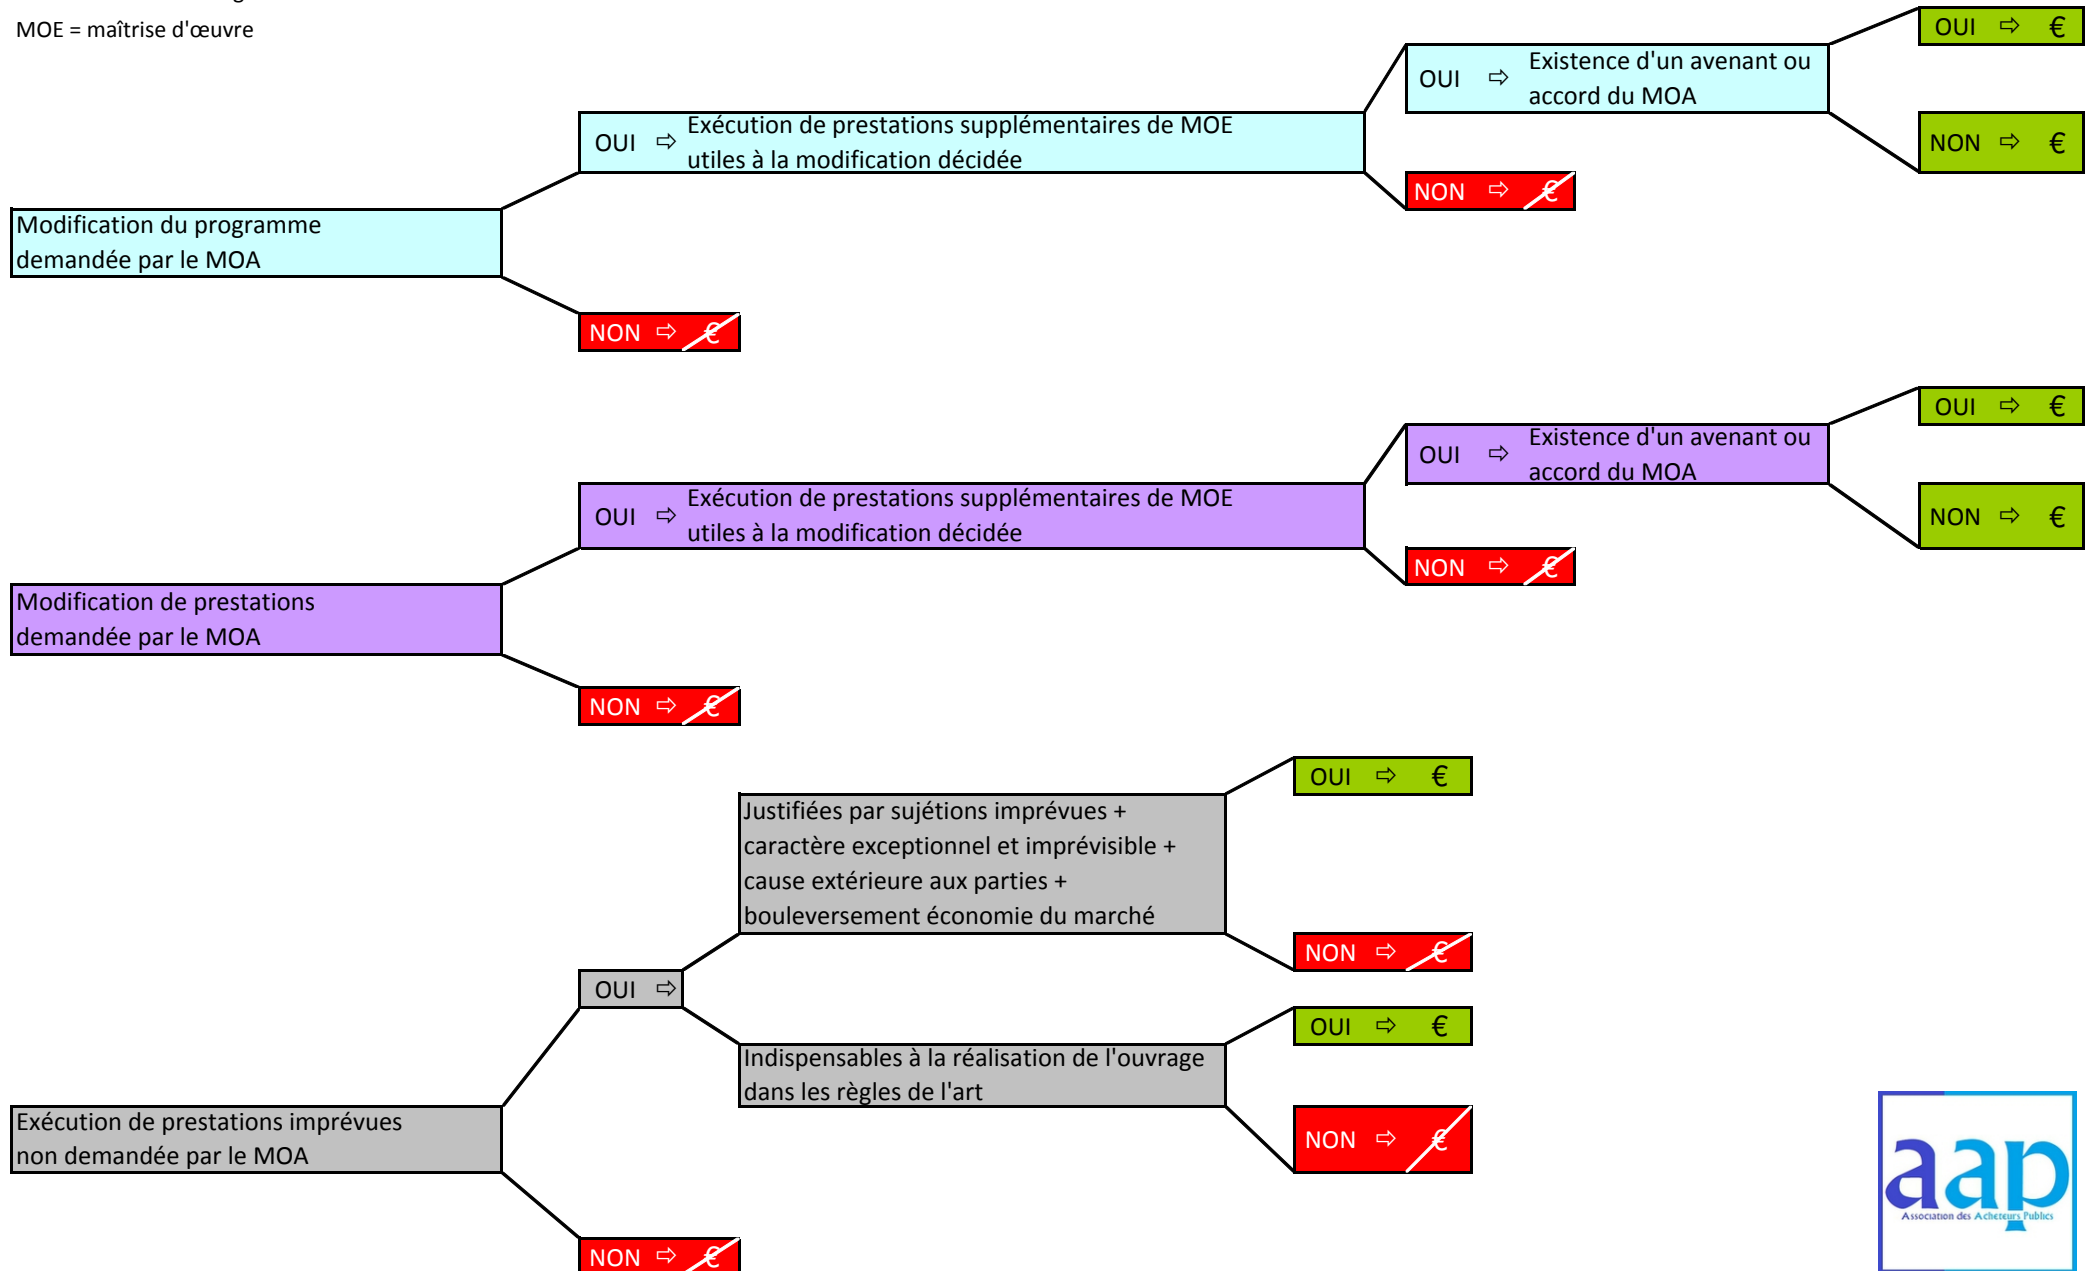 MOE = maîtrise d'œuvre
OUI ⇨ €
OUI ⇨ Existence d'un avenant ou
accord du MOA
OUI ⇨ Exécution de prestations supplémentaires de MOE
utiles à la modification décidée
NON ⇨ €
NON ⇨ €
Modification du programme
demandée par le MOA
NON ⇨ €
OUI ⇨ €
OUI ⇨ Existence d'un avenant ou
accord du MOA
OUI ⇨ Exécution de prestations supplémentaires de MOE
utiles à la modification décidée
NON ⇨ €
NON ⇨ €
Modification de prestations
demandée par le MOA
NON ⇨ €
OUI ⇨ €
Justifiées par sujétions imprévues +
caractère exceptionnel et imprévisible +
cause extérieure aux parties +
bouleversement économie du marché
NON ⇨ €
OUI ⇨
OUI ⇨ €
Indispensables à la réalisation de l'ouvrage
dans les règles de l'art
NON ⇨ €
Exécution de prestations imprévues
non demandée par le MOA
NON ⇨ €
aap
Association des Acheteurs Publics